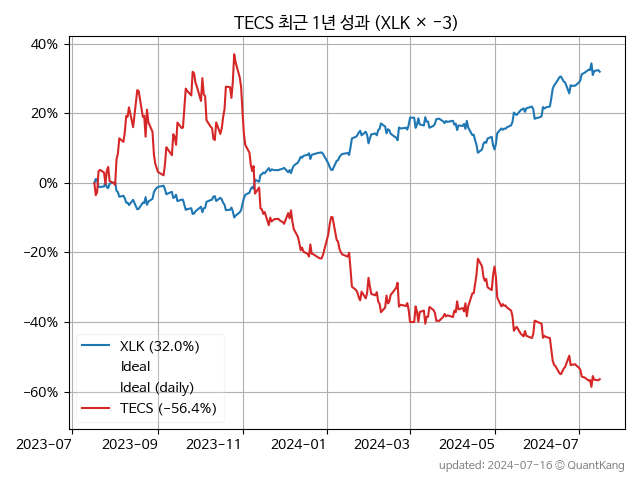 TECS 최근 1년 성과 (XLK × −3)
40%
20%
0%
−20%
−40%
−60%
XLK (32.0%)
Ideal
Ideal (daily)
TECS (−56.4%)
2023-07 2023-09 2023-11 2024-01 2024-03 2024-05 2024-07
updated: 2024-07-16 © QuantKang